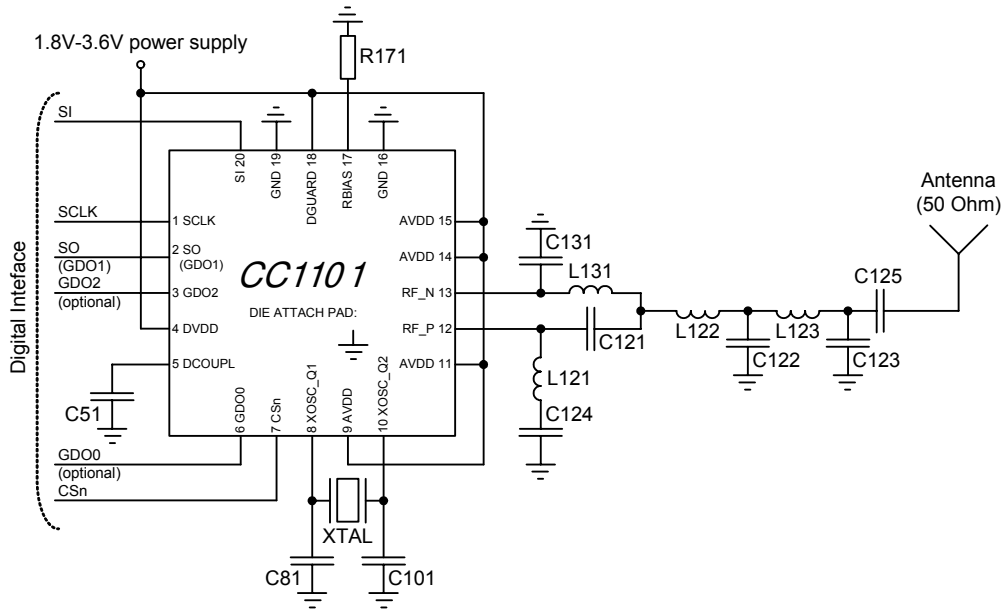 1.8V-3.6V power supply
R171
SI
SI 20
GND 19
DGUARD 18
RBIAS 17
GND 16
Antenna
(50 Ohm)
SCLK
1 SCLK
AVDD 15
SO
(GDO1)
2 SO
(GDO1)
AVDD 14
C131
L131
C125
GDO2
(optional)
3 GDO2
CC1101
RF_N 13
DIE ATTACH PAD:
4 DVDD
RF_P 12
C121
L122
C122
L123
C123
Digital Inteface
5 DCOUPL
AVDD 11
L121
C51
6 GDO0
7 CSn
8 XOSC_Q1
9 AVDD
10 XOSC_Q2
C124
GDO0
(optional)
CSn
XTAL
C81
C101